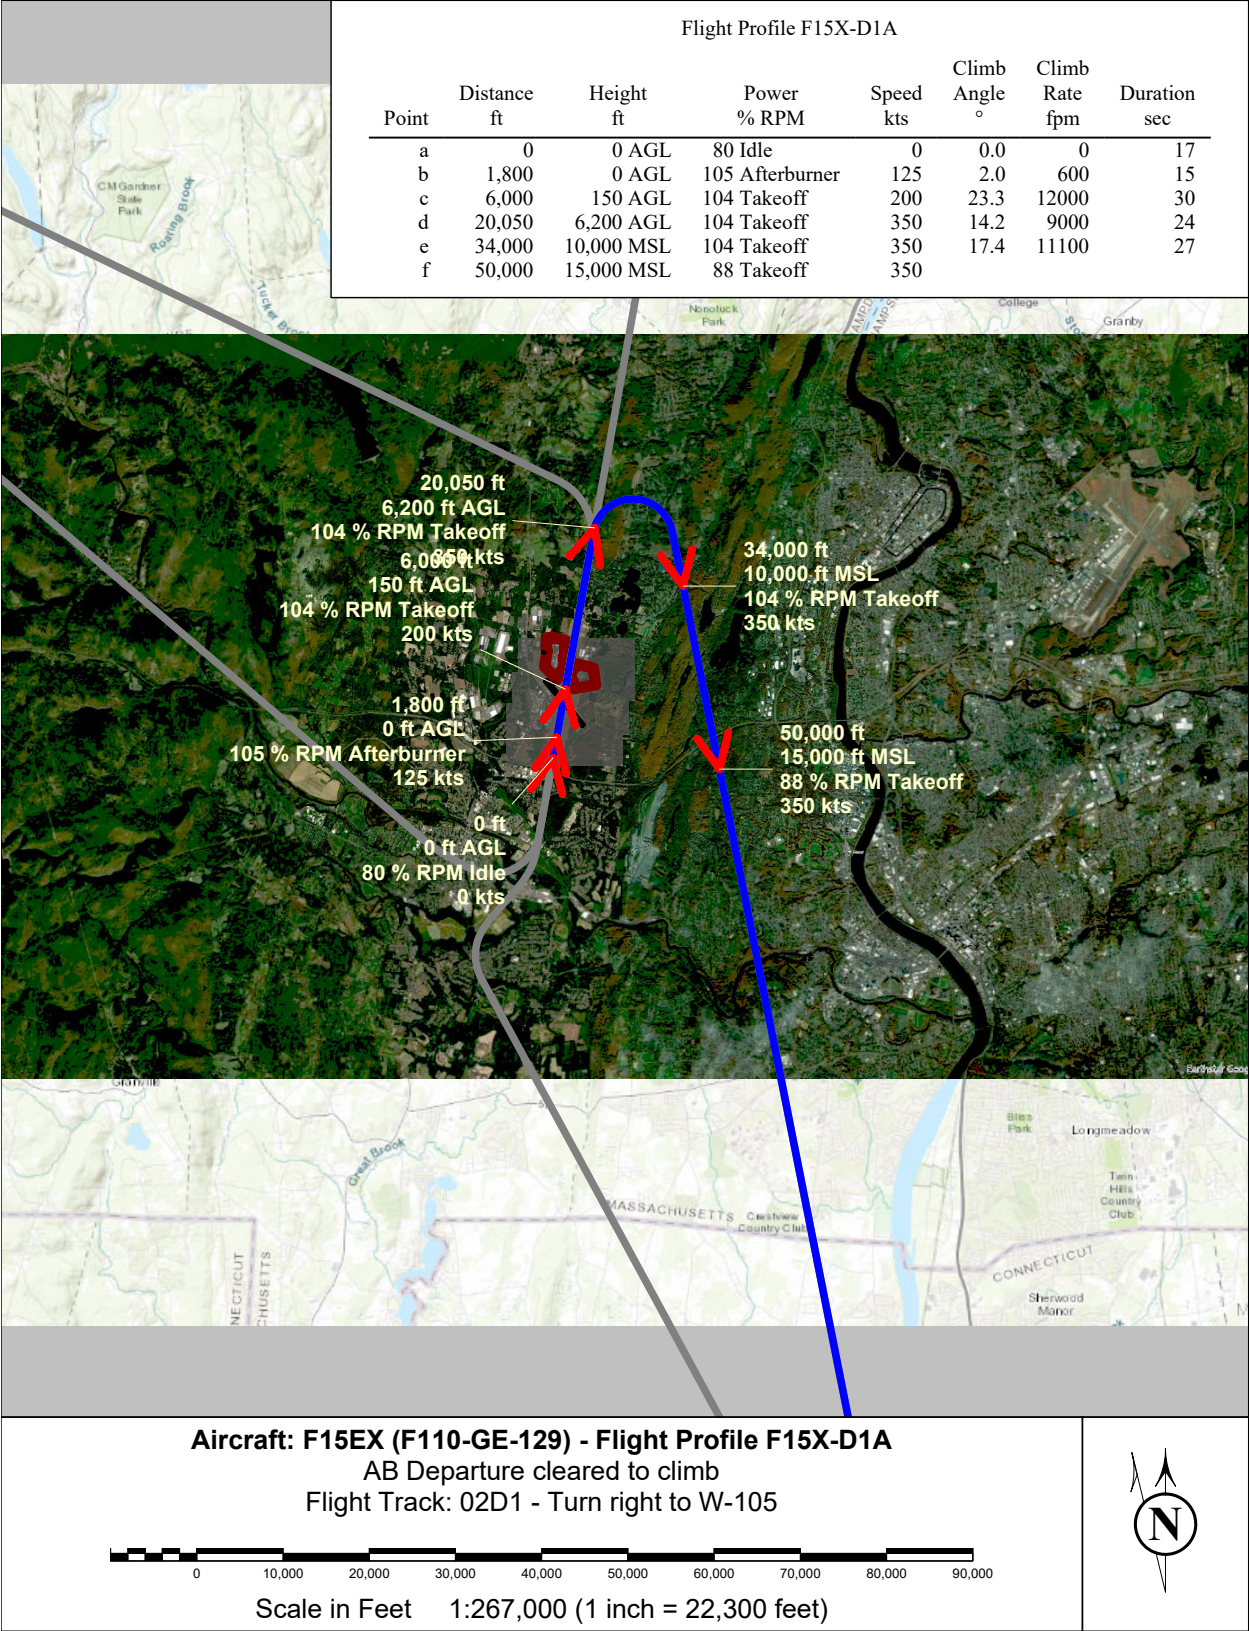 Flight Profile F15X-D1A
Climb Climb
Distance Height Power Speed Angle Rate Duration
Point ft ft % RPM kts ° fpm sec
a 0 0 AGL 80 Idle 0 0.0 0 17
b 1,800 0 AGL 105 Afterburner 125 2.0 600 15
c 6,000 150 AGL 104 Takeoff 200 23.3 12000 30
d 20,050 6,200 AGL 104 Takeoff 350 14.2 9000 24
e 34,000 10,000 MSL 104 Takeoff 350 17.4 11100 27
f 50,000 15,000 MSL 88 Takeoff 350
C M Gardner
State
Park
Roaring Brook
Tucker Brook
Nonotuck
Park
College
Granby
20,050 ft
6,200 ft AGL
104 % RPM Takeoff
350 kts
6,000 ft
150 ft AGL
104 % RPM Takeoff
200 kts
34,000 ft
10,000 ft MSL
104 % RPM Takeoff
350 kts
1,800 ft
0 ft AGL
105 % RPM Afterburner
125 kts
50,000 ft
15,000 ft MSL
88 % RPM Takeoff
350 kts
0 ft
0 ft AGL
80 % RPM Idle
0 kts
Granville
Great Brook
Bliss
Park
Longmeadow
Twin
Hills
Country
Club
MASSACHUSETTS
Crestview
Country Club
CONNECTICUT
NECTICUT
CHUSETTS
Sherwood
Manor
Aircraft: F15EX (F110-GE-129) - Flight Profile F15X-D1A
AB Departure cleared to climb
Flight Track: 02D1 - Turn right to W-105
0 10,000 20,000 30,000 40,000 50,000 60,000 70,000 80,000 90,000
Scale in Feet 1:267,000 (1 inch = 22,300 feet)
N